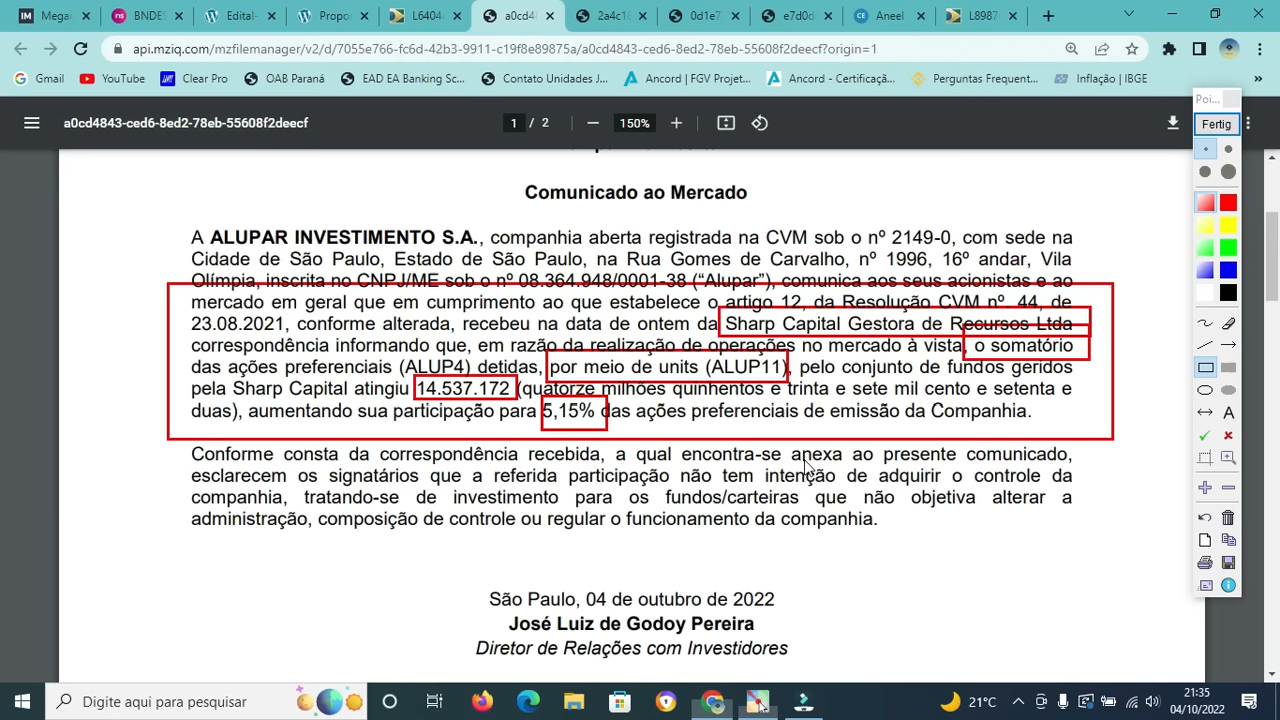 Mega
BNDES
Edital-
Propo
L6404
a0cd4
2a4c1
0d1e7
e7d0c
Aneel
L8987
api.mziq.com/mzfilemanager/v2/d/7055e766-fc6d-42b3-9911-c19f8e89875a/a0cd4843-ced6-8ed2-78eb-55608f2deecf?origin=1
Gmail
YouTube
Clear Pro
OAB Paraná
EAD EA Banking Sc...
Contato Unidades J...
Ancord | FGV Projet...
Ancord - Certificaçã...
Perguntas Frequent...
Inflação | IBGE
»
Poi...
a0cd4843-ced6-8ed2-78eb-55608f2deecf
1 / 2
150%
Fertig
Comunicado ao Mercado
A ALUPAR INVESTIMENTO S.A., companhia aberta registrada na CVM sob o nº 2149-0, com sede na
Cidade de São Paulo, Estado de São Paulo, na Rua Gomes de Carvalho, nº 1996, 16º andar, Vila
Olímpia, inscrita no CNPJ/ME sob o nº 08.364.948/0001-38 (“Alupar”), comunica aos seus acionistas e ao
mercado em geral que em cumprimento ao que estabelece o artigo 12, da Resolução CVM nº. 44, de
23.08.2021, conforme alterada, recebeu na data de ontem da Sharp Capital Gestora de Recursos Ltda
correspondência informando que, em razão da realização de operações no mercado à vista, o somatório
das ações preferenciais (ALUP4) detidas, por meio de units (ALUP11), pelo conjunto de fundos geridos
pela Sharp Capital atingiu 14.537.172 (quatorze milhões quinhentos e trinta e sete mil cento e setenta e
duas), aumentando sua participação para 5,15% das ações preferenciais de emissão da Companhia.
Conforme consta da correspondência recebida, a qual encontra-se anexa ao presente comunicado,
esclarecem os signatários que a referida participação não tem intenção de adquirir o controle da
companhia, tratando-se de investimento para os fundos/carteiras que não objetiva alterar a
administração, composição de controle ou regular o funcionamento da companhia.
São Paulo, 04 de outubro de 2022
José Luiz de Godoy Pereira
Diretor de Relações com Investidores
A
Digite aqui para pesquisar
21°C
21:35
04/10/2022